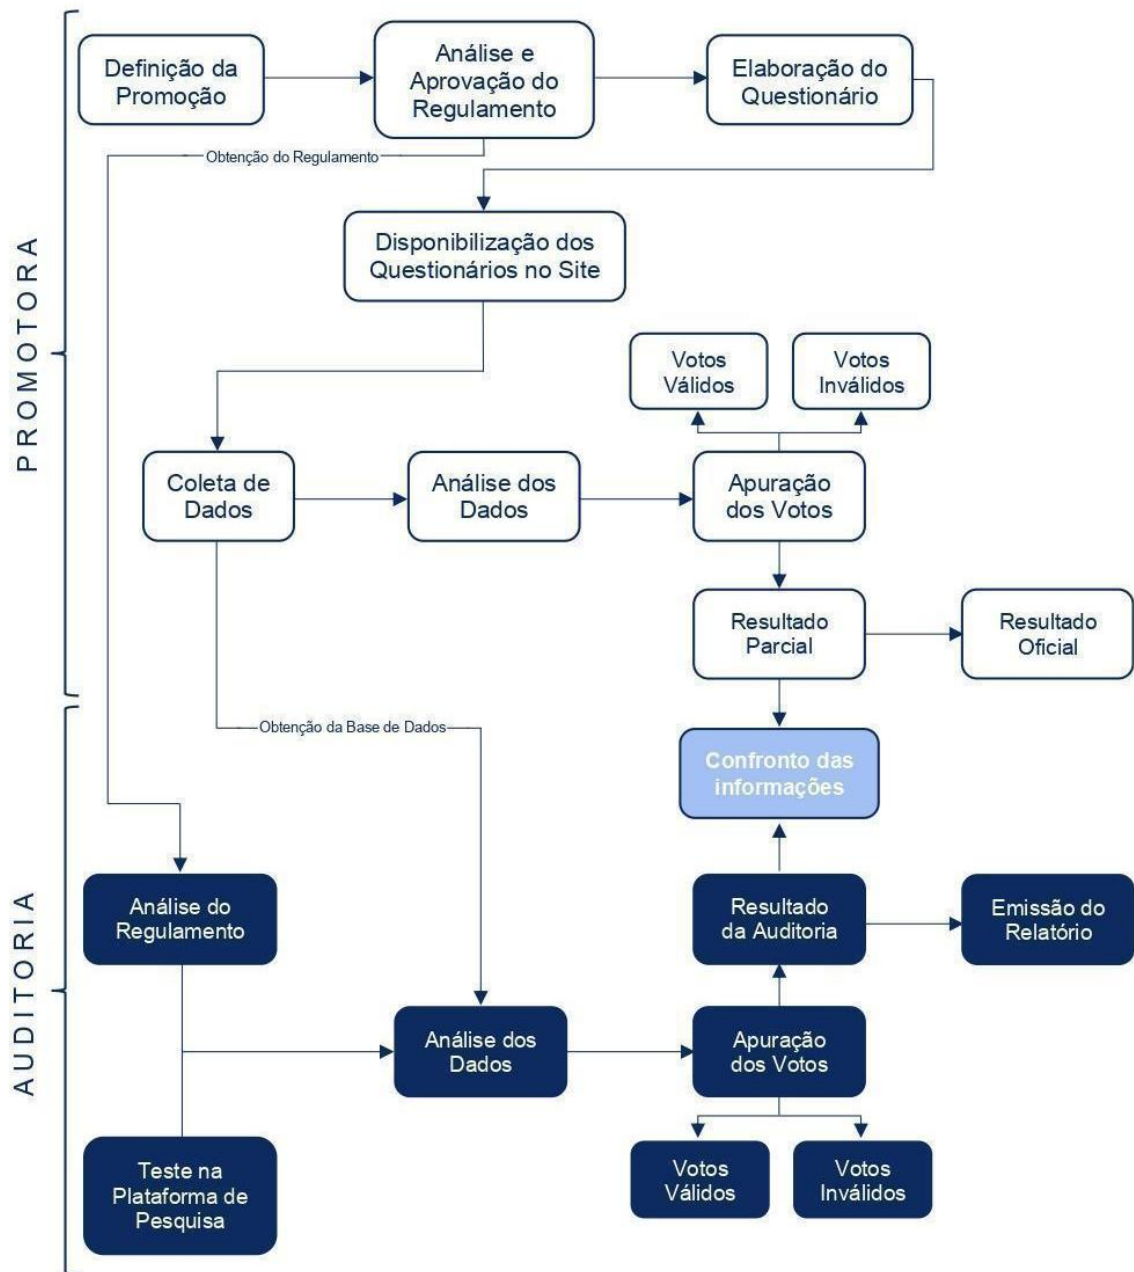 Definição da
Promoção
Análise e
Aprovação do
Regulamento
Elaboração do
Questionário
Obtenção do Regulamento
Disponibilização dos
Questionários no Site
PROMOTORA
Votos
Válidos
Votos
Inválidos
Coleta de
Dados
Análise dos
Dados
Apuração
dos Votos
Resultado
Parcial
Resultado
Oficial
Obtenção da Base de Dados
Confronto das
informações
AUDITORIA
Análise do
Regulamento
Resultado
da Auditoria
Emissão do
Relatório
Análise dos
Dados
Apuração
dos Votos
Teste na
Plataforma de
Pesquisa
Votos
Válidos
Votos
Inválidos